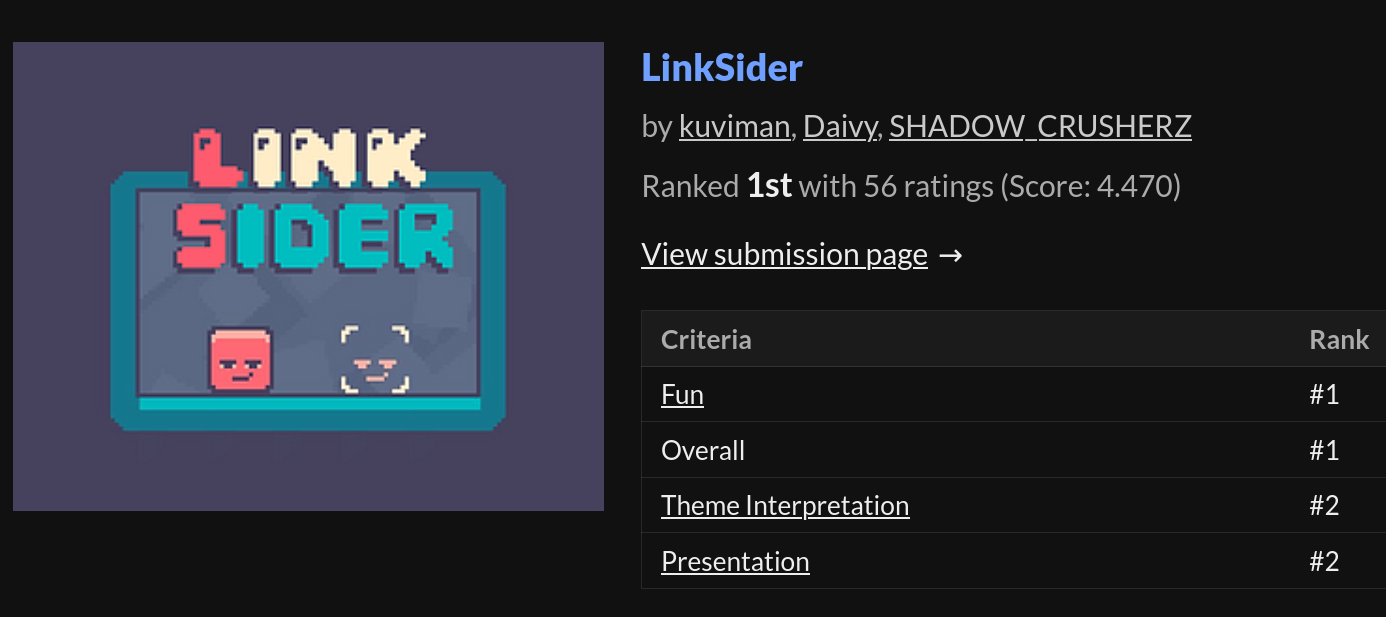 LINK
SIDER
LinkSider
by kuviman, Daivy, SHADOW_CRUSHERZ
Ranked 1st with 56 ratings (Score: 4.470)
View submission page →
Criteria Rank
Fun #1
Overall #1
Theme Interpretation #2
Presentation #2